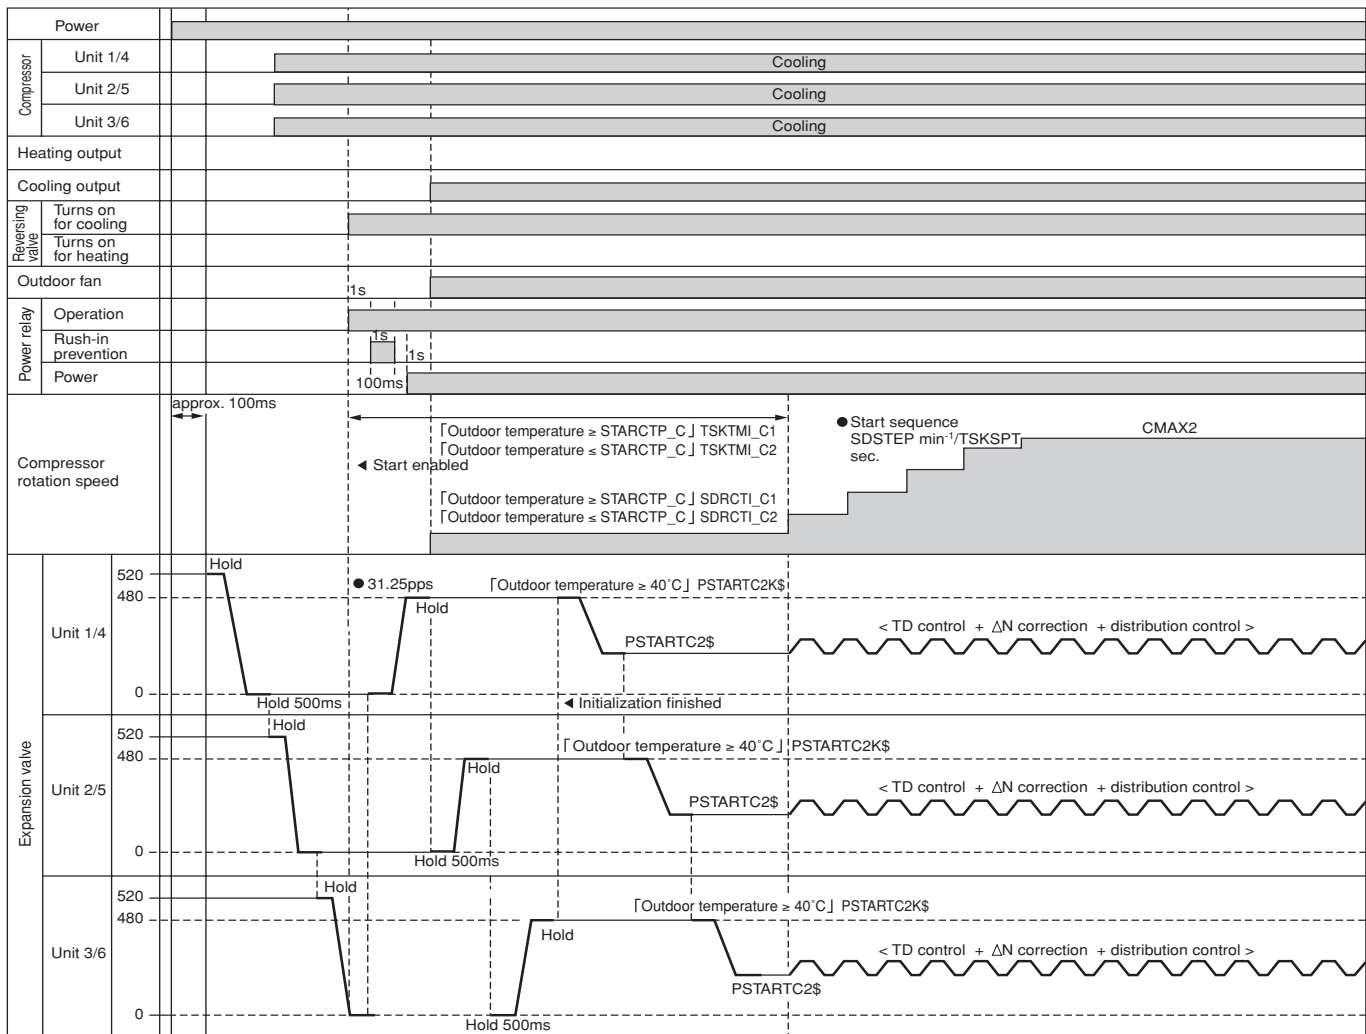 Power
Compressor
Unit 1/4
Cooling
Unit 2/5
Cooling
Unit 3/6
Cooling
Heating output
Cooling output
Reversing
valve
Turns on
for cooling
Turns on
for heating
Outdoor fan
1s
Power relay
Operation
Rush-in
prevention
1s
1s
Power
100ms
approx. 100ms
Compressor
rotation speed
「Outdoor temperature ≥ STARCTP_C」 TSKTMI_C1
「Outdoor temperature ≤ STARCTP_C」 TSKTMI_C2
◄ Start enabled
「Outdoor temperature ≥ STARCTP_C」 SDRCTI_C1
「Outdoor temperature ≤ STARCTP_C」 SDRCTI_C2
● Start sequence
SDSTEP min⁻¹/TSKSPT
sec.
CMAX2
Expansion valve
Unit 1/4
520
480
0
Hold
● 31.25pps
Hold
「Outdoor temperature ≥ 40˚C」 PSTARTC2K$
PSTARTC2$
< TD control + ΔN correction + distribution control >
Hold 500ms
◄ Initialization finished
Unit 2/5
520
480
0
Hold
Hold
「Outdoor temperature ≥ 40˚C」 PSTARTC2K$
PSTARTC2$
< TD control + ΔN correction + distribution control >
Hold 500ms
Unit 3/6
520
480
0
Hold
Hold
「Outdoor temperature ≥ 40˚C」 PSTARTC2K$
PSTARTC2$
< TD control + ΔN correction + distribution control >
Hold 500ms